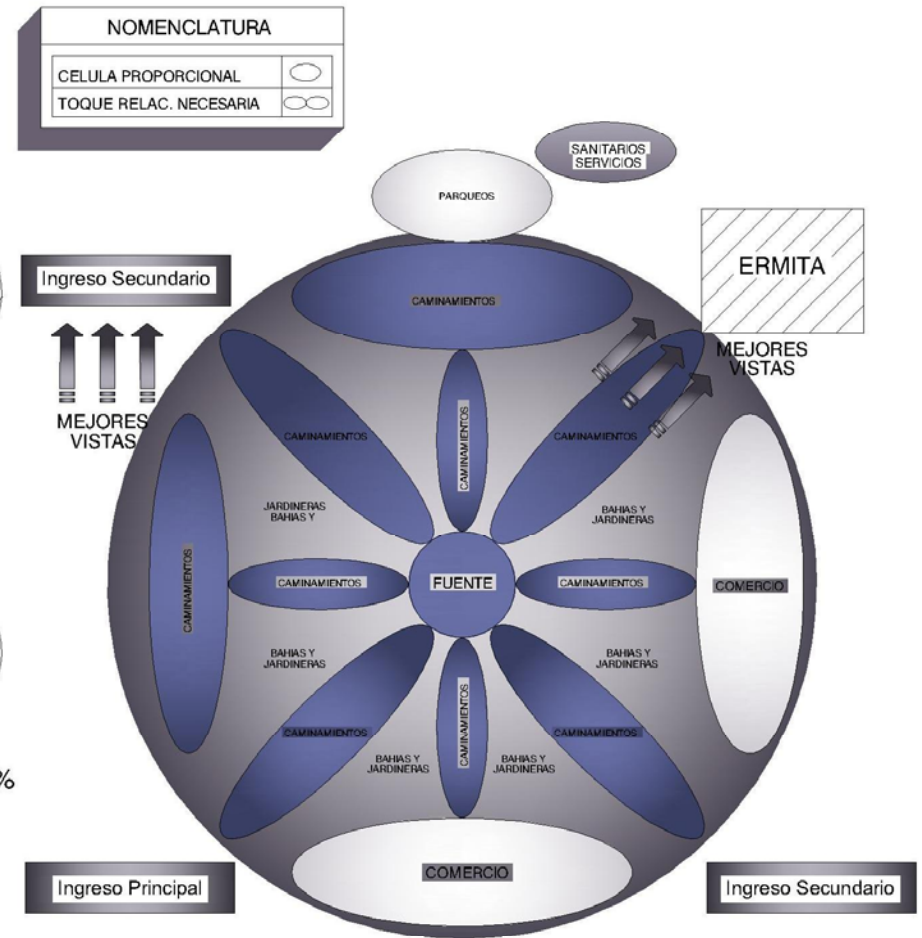 NOMENCLATURA
CELULA PROPORCIONAL
TOQUE RELAC. NECESARIA
SANITARIOS
SERVICIOS
PARQUEOS
ERMITA
Ingreso Secundario
CAMINAMIENTOS
MEJORES
VISTAS
MEJORES
VISTAS
CAMINAMIENTOS
CAMINAMIENTOS
CAMINAMIENTOS
JARDINERAS
BAHIAS Y
BAHIAS Y
JARDINERAS
CAMINAMIENTOS
CAMINAMIENTOS
FUENTE
CAMINAMIENTOS
COMERCIO
BAHIAS Y
JARDINERAS
BAHIAS Y
JARDINERAS
CAMINAMIENTOS
CAMINAMIENTOS
CAMINAMIENTOS
BAHIAS Y
JARDINERAS
BAHIAS Y
JARDINERAS
%
COMERCIO
Ingreso Principal
Ingreso Secundario